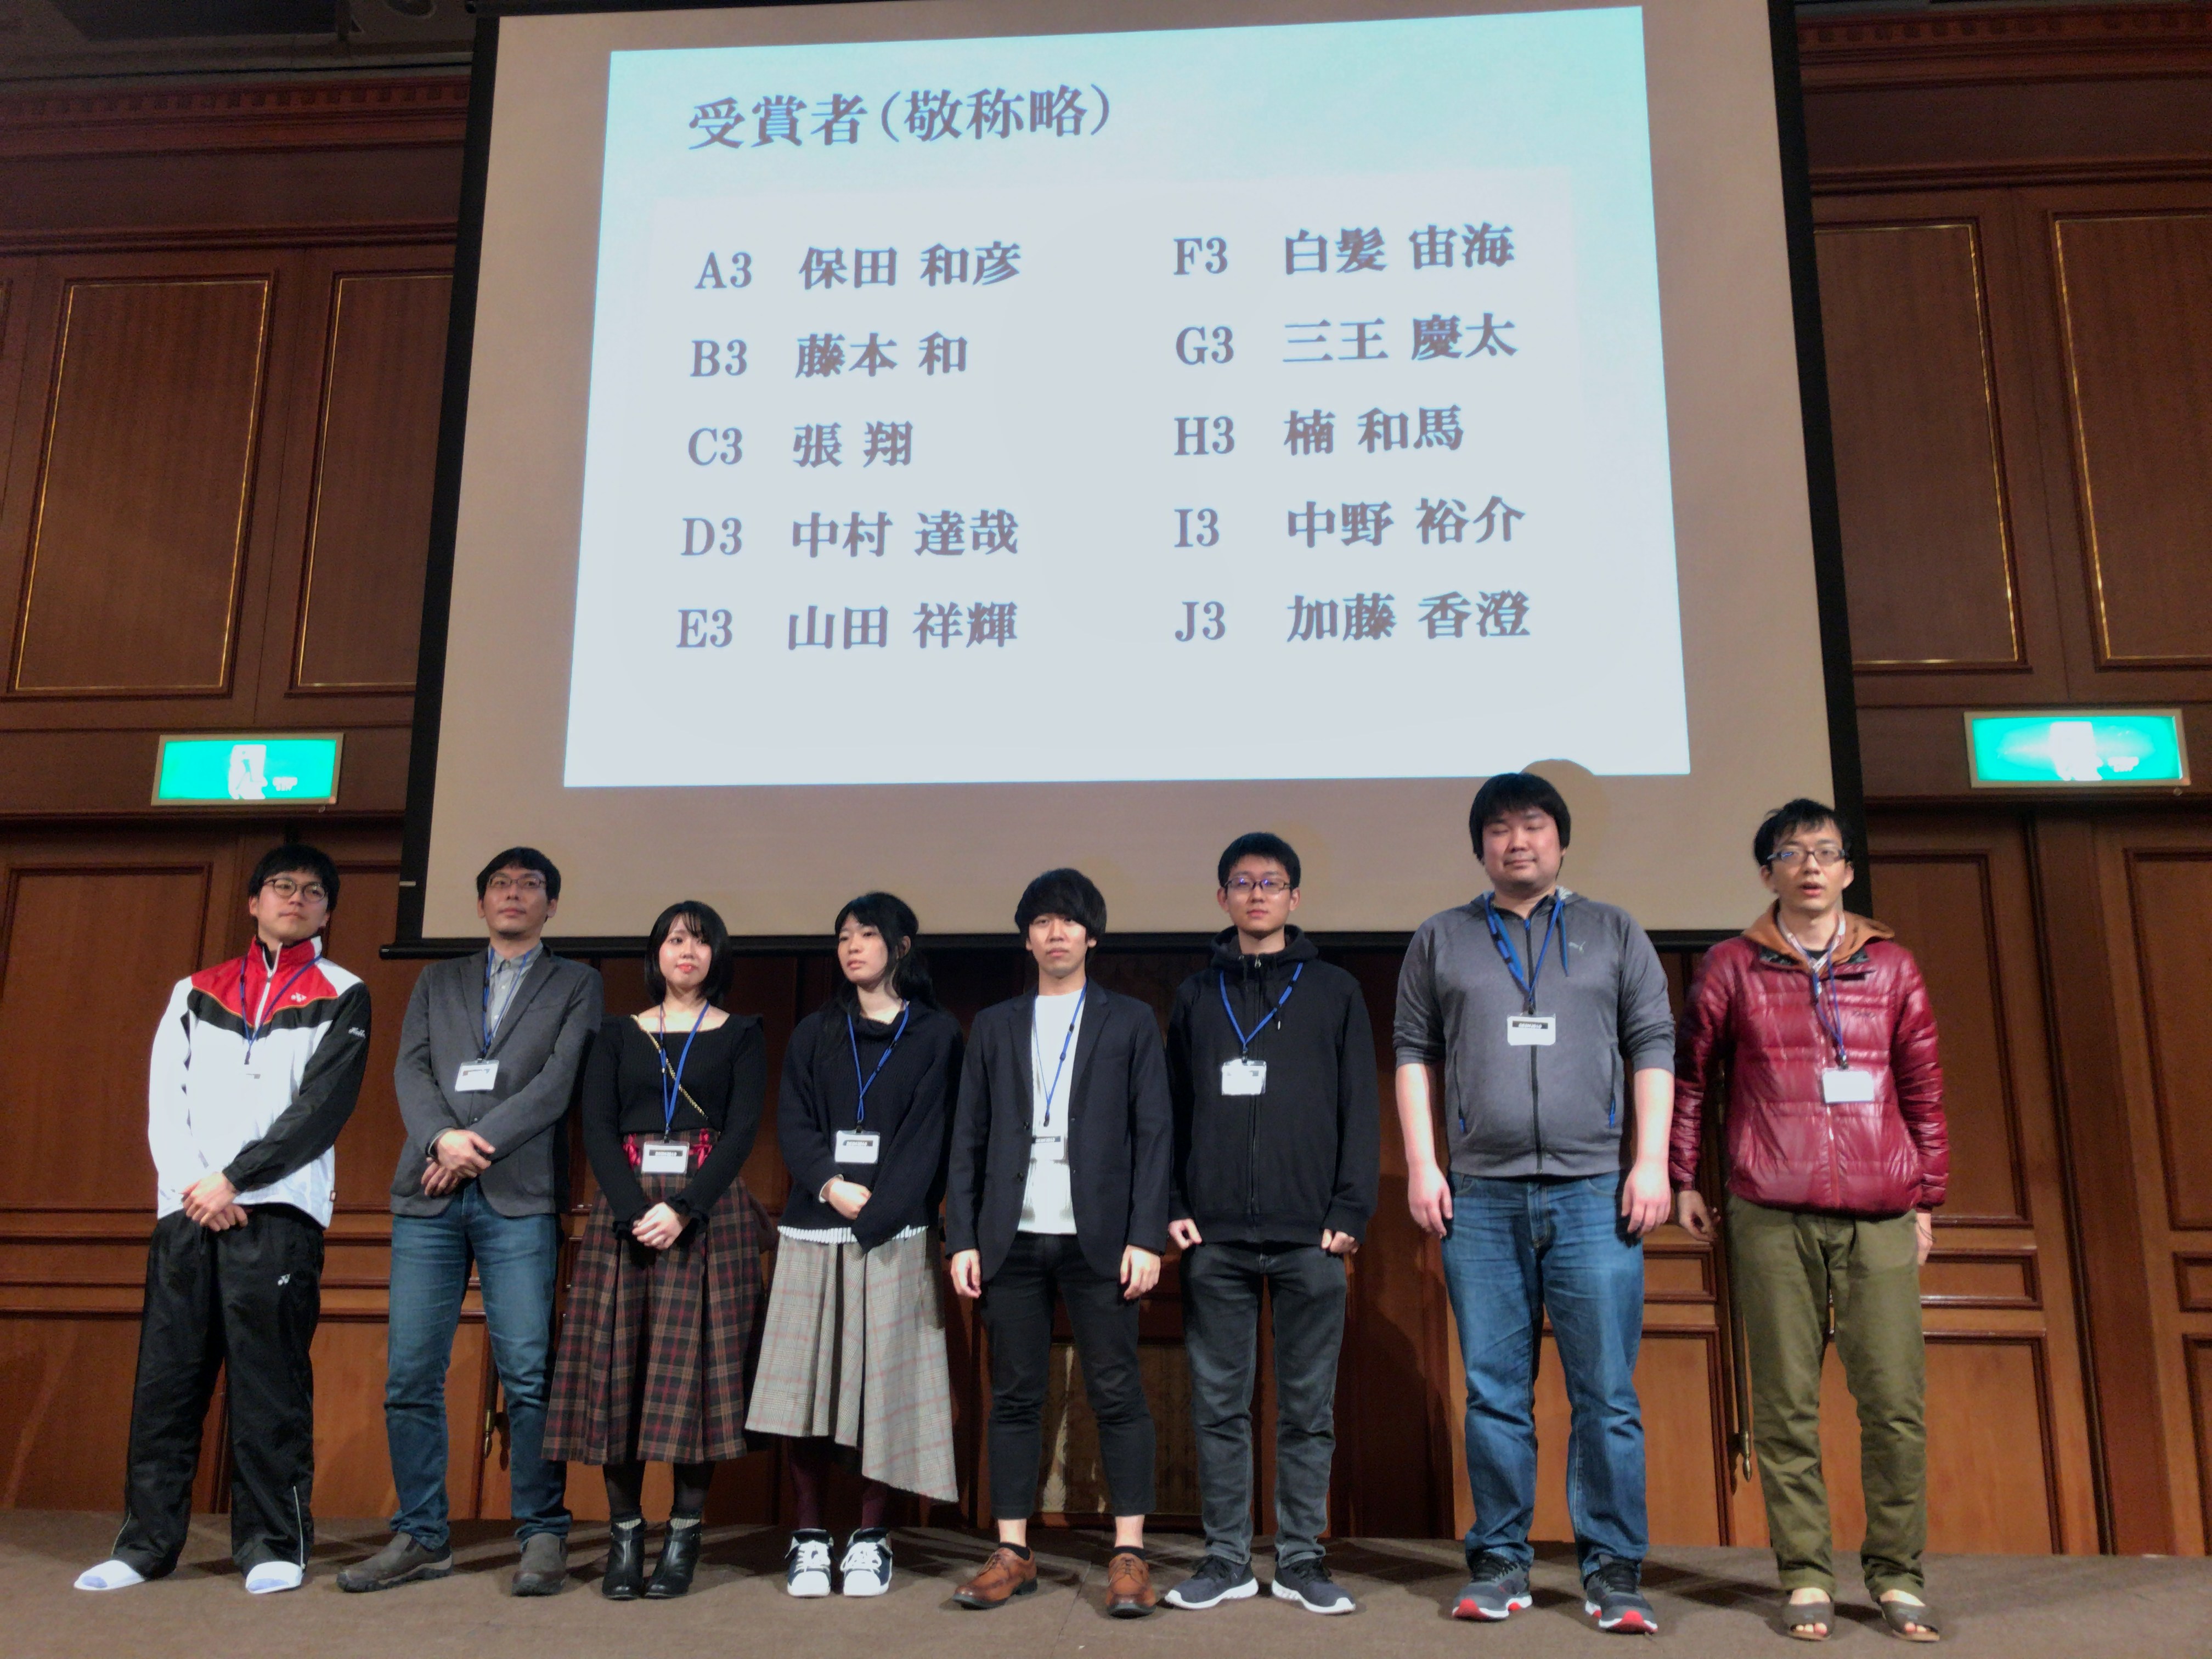 受賞者(敬称略)
A3 保田 和彦
B3 藤本 和
C3 張 翔
D3 中村 達哉
E3 山田 祥輝
F3 白髪 宙海
G3 三王 慶太
H3 楠 和馬
I3 中野 裕介
J3 加藤 香澄